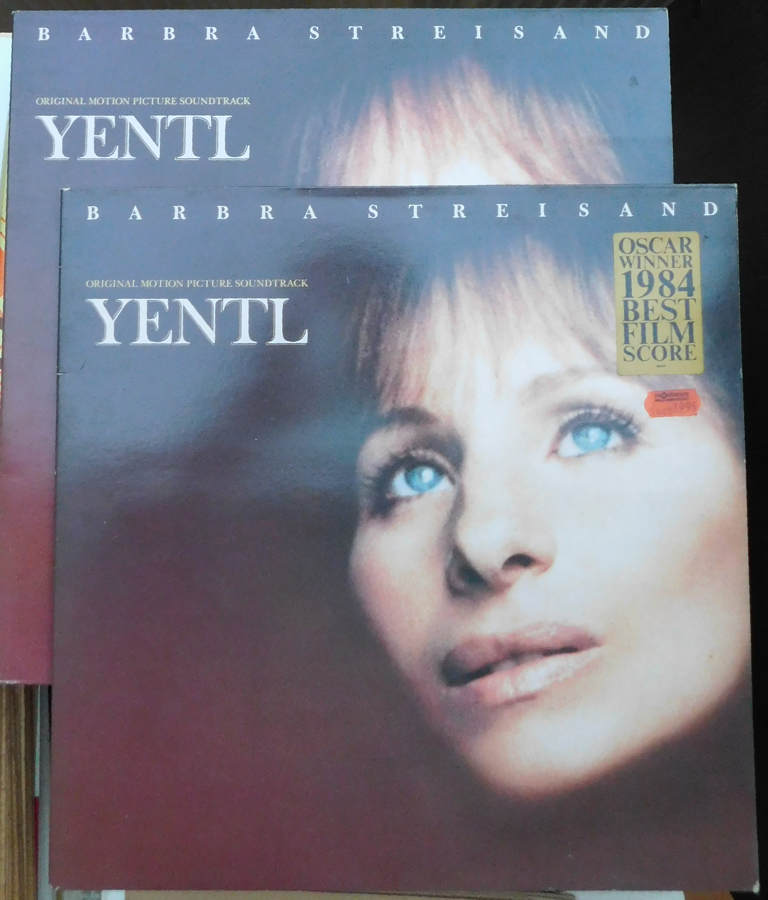 BARBRA STREISAND
ORIGINAL MOTION PICTURE SOUNDTRACK
YENTL
BARBRA STREISAND
ORIGINAL MOTION PICTURE SOUNDTRACK
YENTL
OSCAR
WINNER
1984
BEST
FILM
SCORE